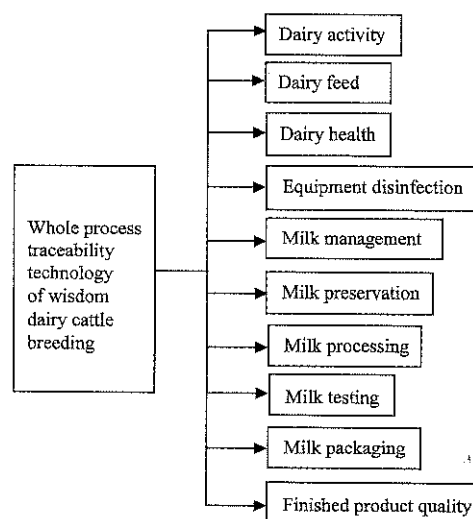 Whole process
traceability
technology
of wisdom
dairy cattle
breeding
Dairy activity
Dairy feed
Dairy health
Equipment disinfection
Milk management
Milk preservation
Milk processing
Milk testing
Milk packaging
Finished product quality